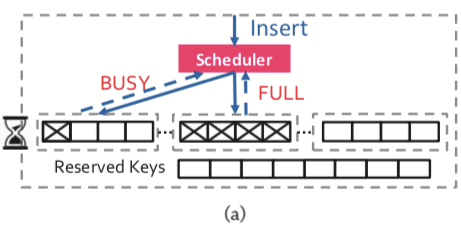 Insert
Scheduler
BUSY
FULL
Reserved Keys
(a)